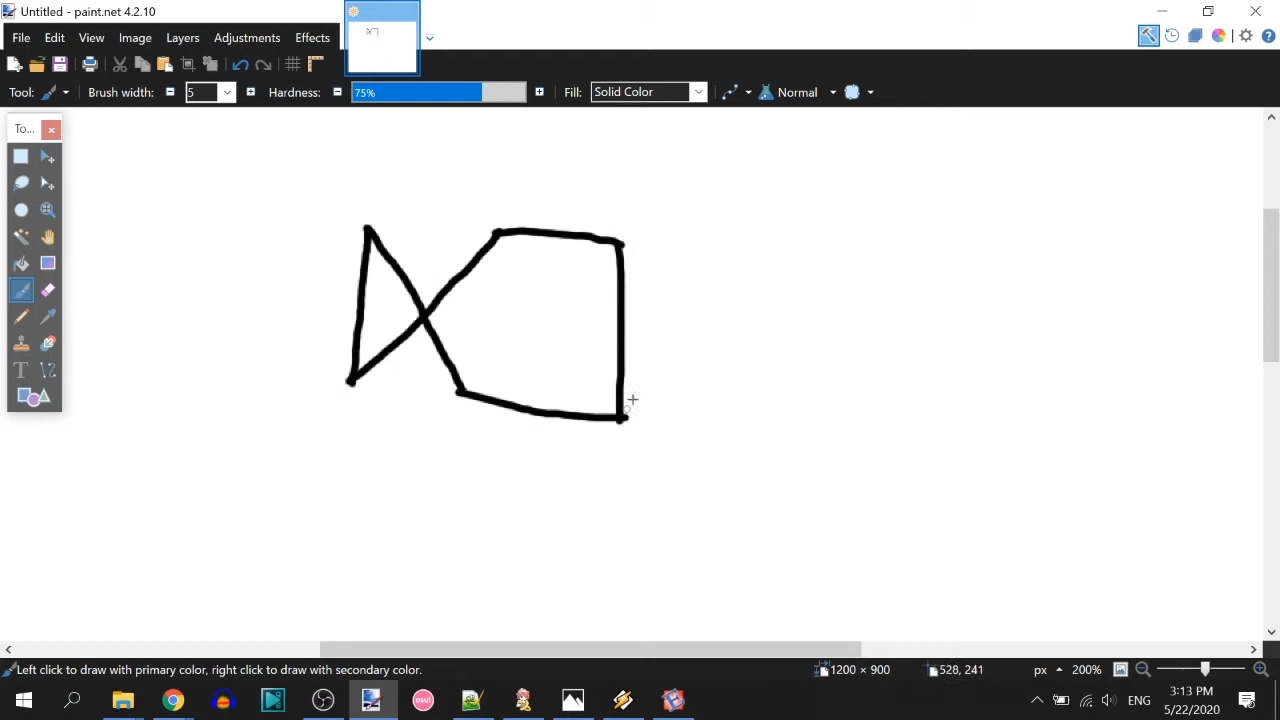 Untitled - paint.net 4.2.10
File Edit View Image Layers Adjustments Effects
Tool: Brush width: 5 Hardness: 75% Fill: Solid Color Normal
To...
T
Left click to draw with primary color, right click to draw with secondary color. 1200 × 900 528, 241 px 200%
osu!
ENG
3:13 PM
5/22/2020